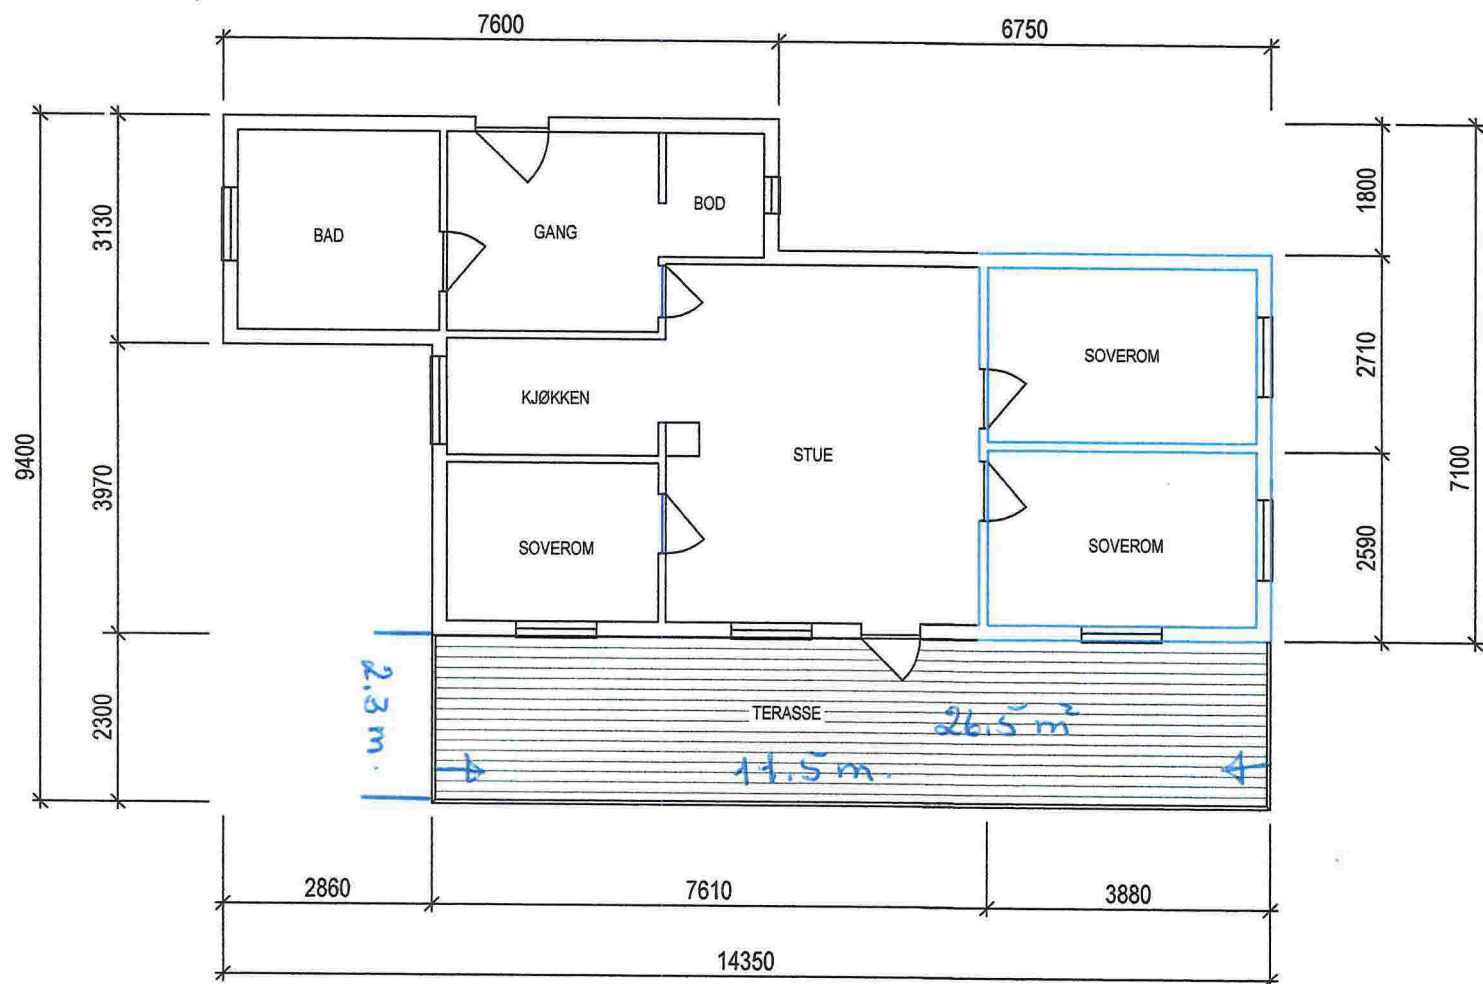 7600
6750
9400
3130
3970
2300
1800
2710
2590
7100
BAD
GANG
BOD
KJØKKEN
STUE
SOVEROM
SOVEROM
SOVEROM
TERASSE
26.5 m²
11.5 m.
2.3 m.
2860
7610
3880
14350